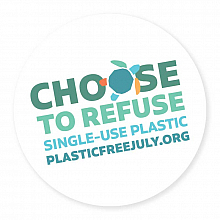 CHOOSE
TO REFUSE
SINGLE-USE PLASTIC
PLASTICFREEJULY.ORG